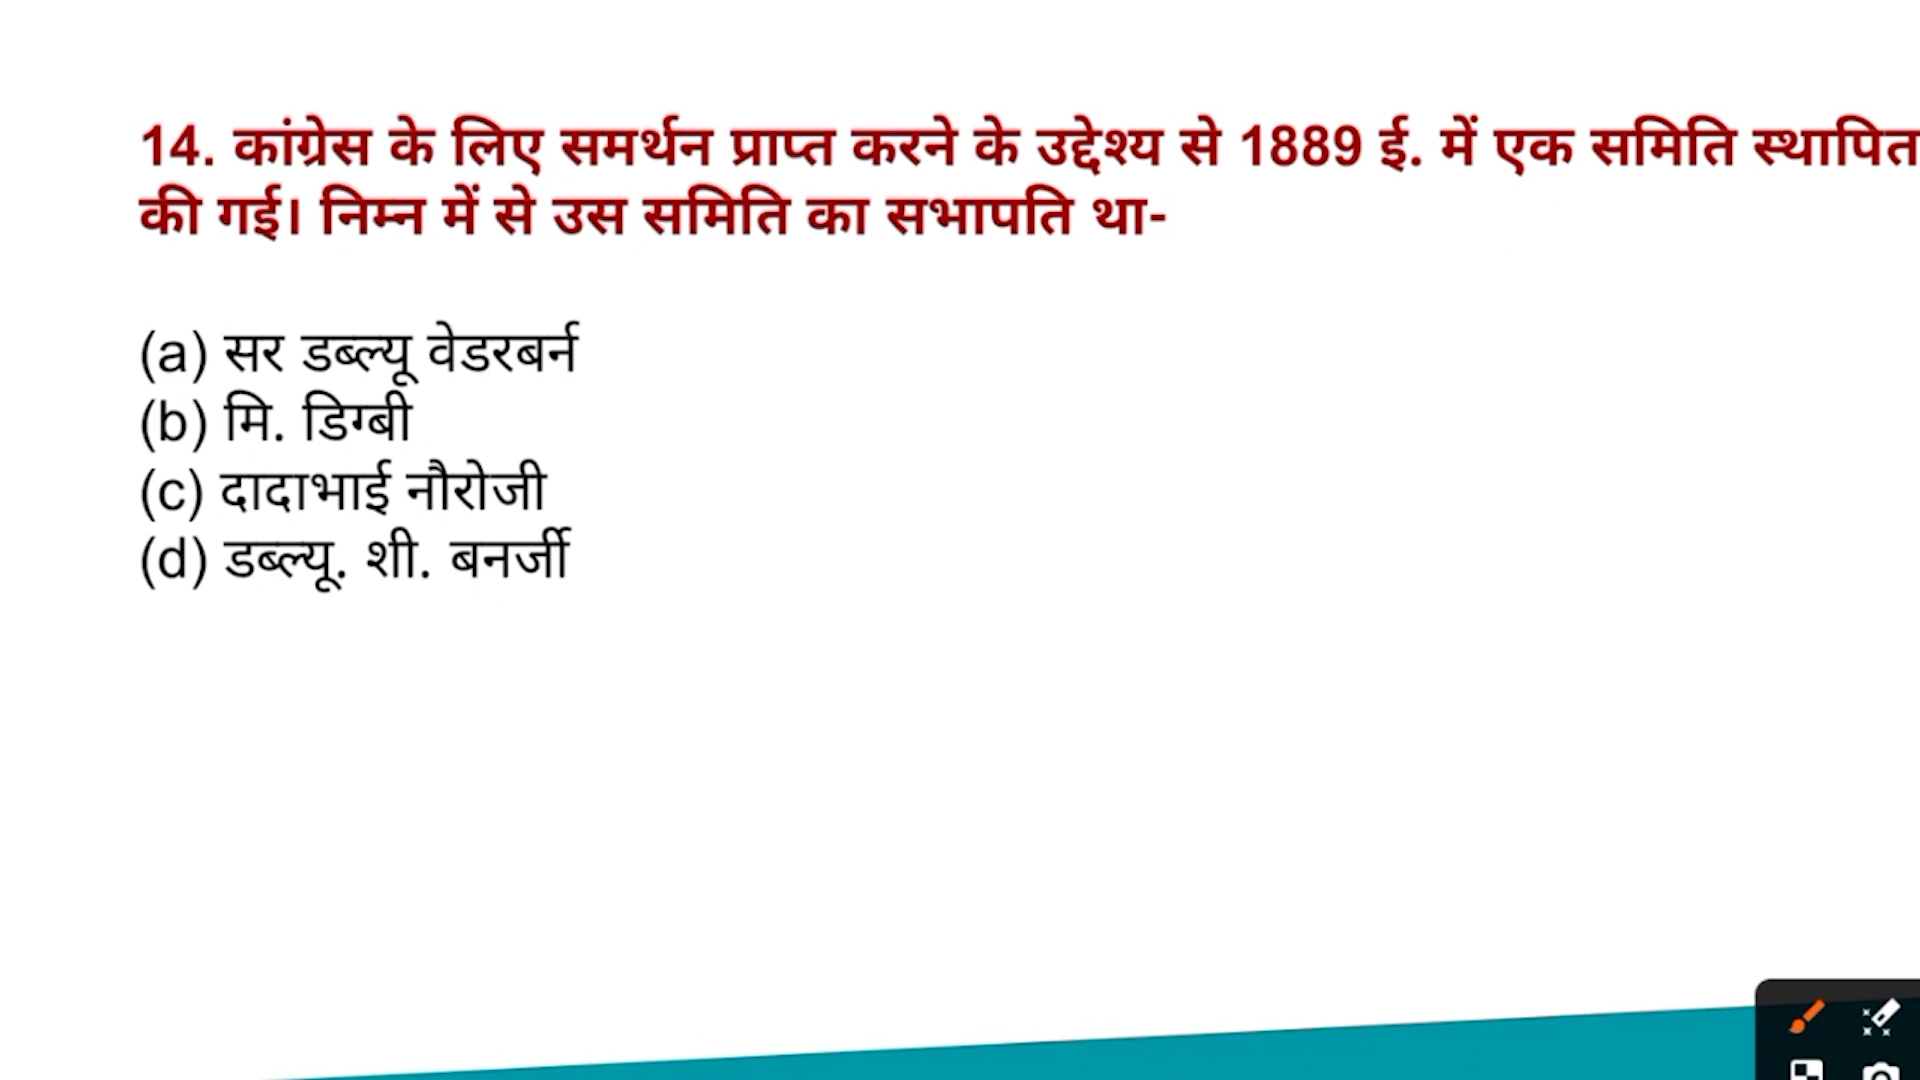 14. कांग्रेस के लिए समर्थन प्राप्त करने के उद्देश्य से 1889 ई. में एक समिति स्थापित
की गई। निम्न में से उस समिति का सभापति था-
(a) सर डब्ल्यू वेडरबर्न
(b) मि. डिग्बी
(c) दादाभाई नौरोजी
(d) डब्ल्यू. शी. बनर्जी